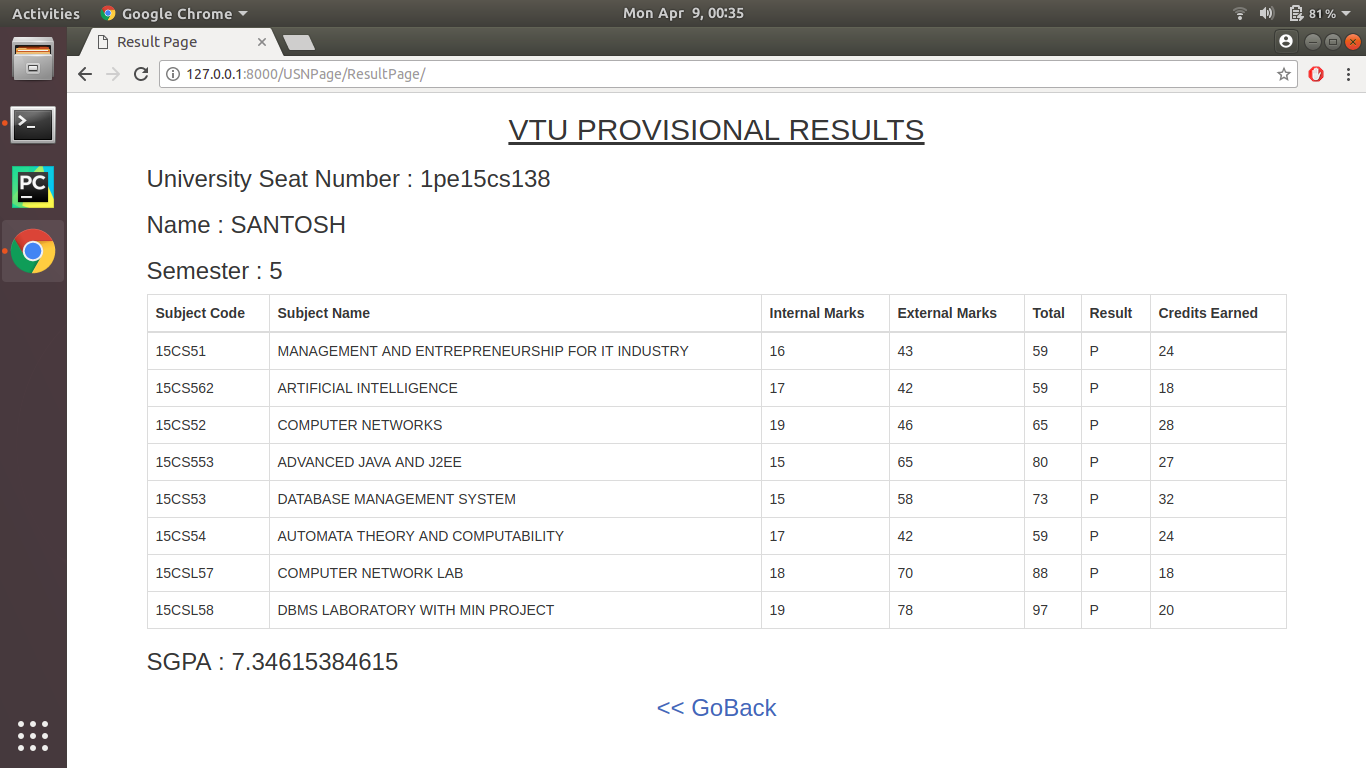 Activities Google Chrome Mon Apr 9, 00:35 81%
Result Page
127.0.0.1:8000/USNPage/ResultPage/
PC
VTU PROVISIONAL RESULTS
University Seat Number : 1pe15cs138
Name : SANTOSH
Semester : 5
Subject Code Subject Name Internal Marks External Marks Total Result Credits Earned
15CS51 MANAGEMENT AND ENTREPRENEURSHIP FOR IT INDUSTRY 16 43 59 P 24
15CS562 ARTIFICIAL INTELLIGENCE 17 42 59 P 18
15CS52 COMPUTER NETWORKS 19 46 65 P 28
15CS553 ADVANCED JAVA AND J2EE 15 65 80 P 27
15CS53 DATABASE MANAGEMENT SYSTEM 15 58 73 P 32
15CS54 AUTOMATA THEORY AND COMPUTABILITY 17 42 59 P 24
15CSL57 COMPUTER NETWORK LAB 18 70 88 P 18
15CSL58 DBMS LABORATORY WITH MIN PROJECT 19 78 97 P 20
SGPA : 7.34615384615
<< GoBack